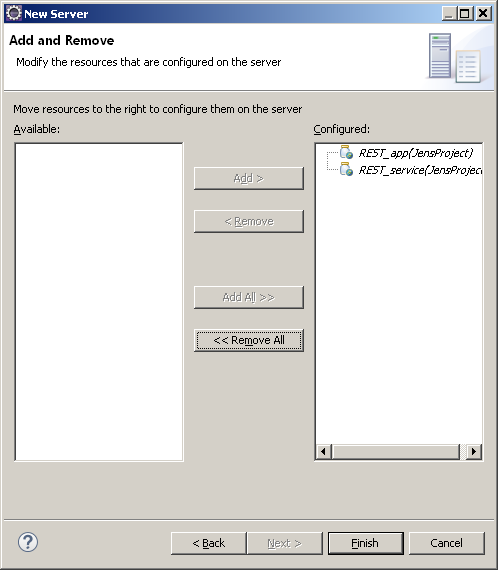 New Server
Add and Remove
Modify the resources that are configured on the server
Move resources to the right to configure them on the server
Available:
Configured:
REST_app(JensProject)
REST_service(JensProject
Add >
< Remove
Add All >>
<< Remove All
?
< Back
Next >
Finish
Cancel